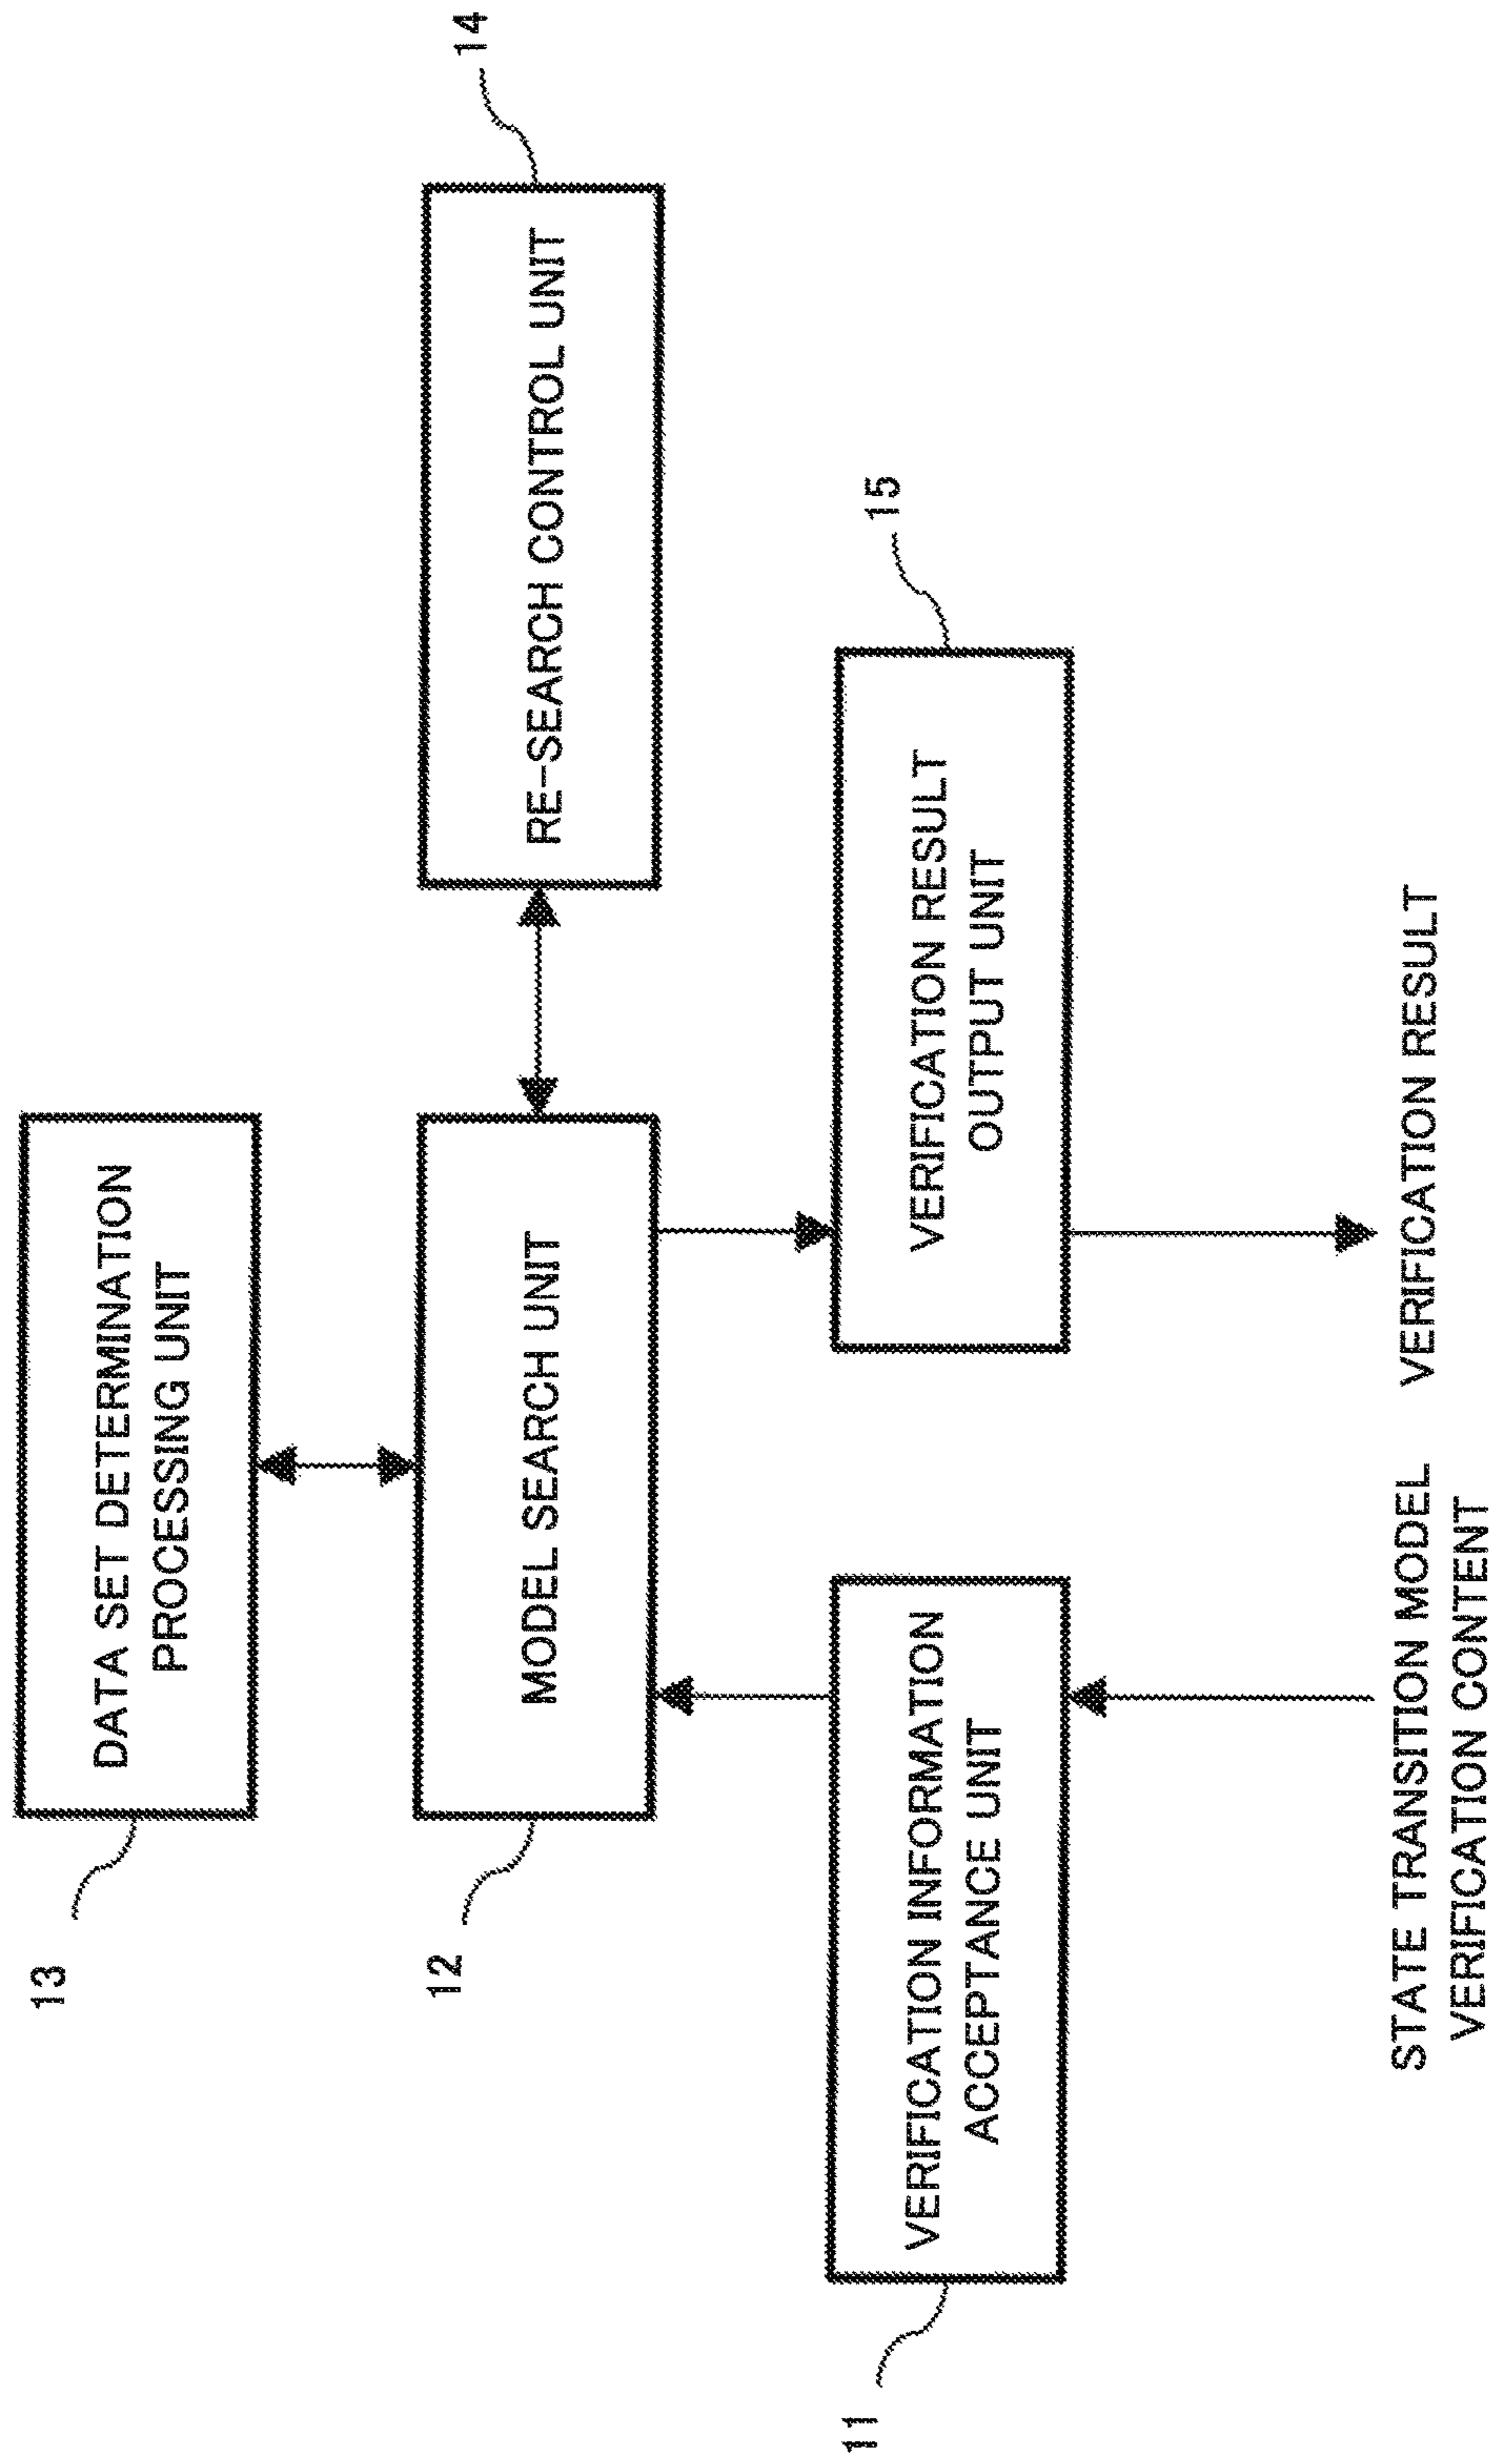 13
DATA SET DETERMINATION
PROCESSING UNIT
12
MODEL SEARCH UNIT
RE-SEARCH CONTROL UNIT
14
11
VERIFICATION INFORMATION
ACCEPTANCE UNIT
VERIFICATION RESULT
OUTPUT UNIT
15
STATE TRANSITION MODEL
VERIFICATION CONTENT
VERIFICATION RESULT